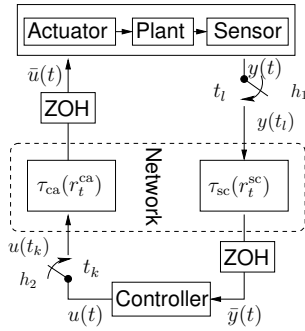 Actuator Plant Sensor
ū(t) y(t)
t_l h_1
ZOH y(t_l)
τ_ca(r_t^ca) Network τ_sc(r_t^sc)
u(t_k) t_k ZOH
h_2
u(t) Controller ȳ(t)